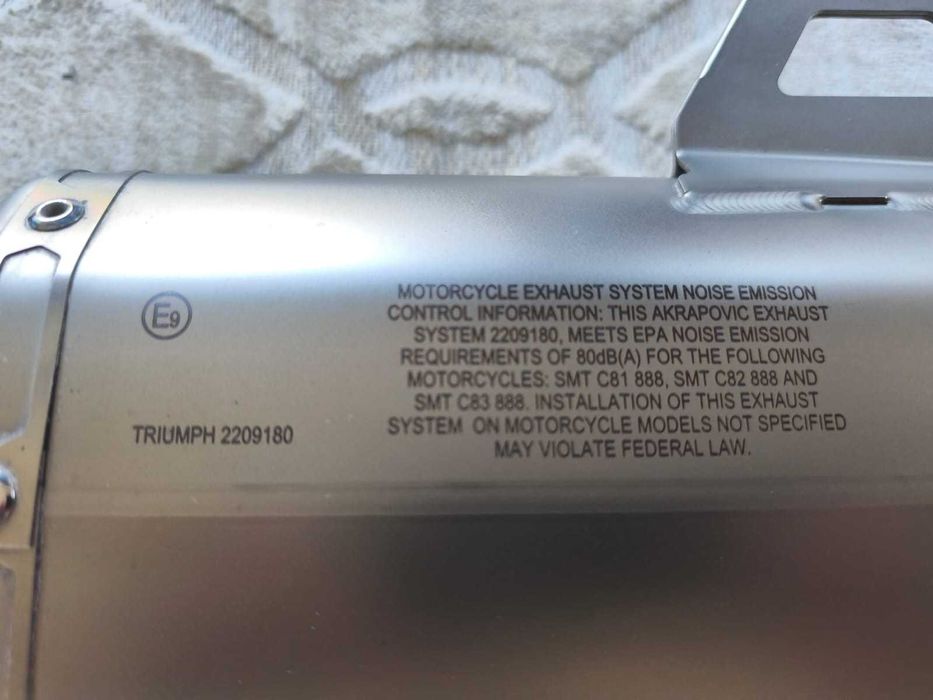 E9
TRIUMPH 2209180
MOTORCYCLE EXHAUST SYSTEM NOISE EMISSION
CONTROL INFORMATION: THIS AKRAPOVIC EXHAUST
SYSTEM 2209180, MEETS EPA NOISE EMISSION
REQUIREMENTS OF 80dB(A) FOR THE FOLLOWING
MOTORCYCLES: SMT C81 888, SMT C82 888 AND
SMT C83 888. INSTALLATION OF THIS EXHAUST
SYSTEM ON MOTORCYCLE MODELS NOT SPECIFIED
MAY VIOLATE FEDERAL LAW.